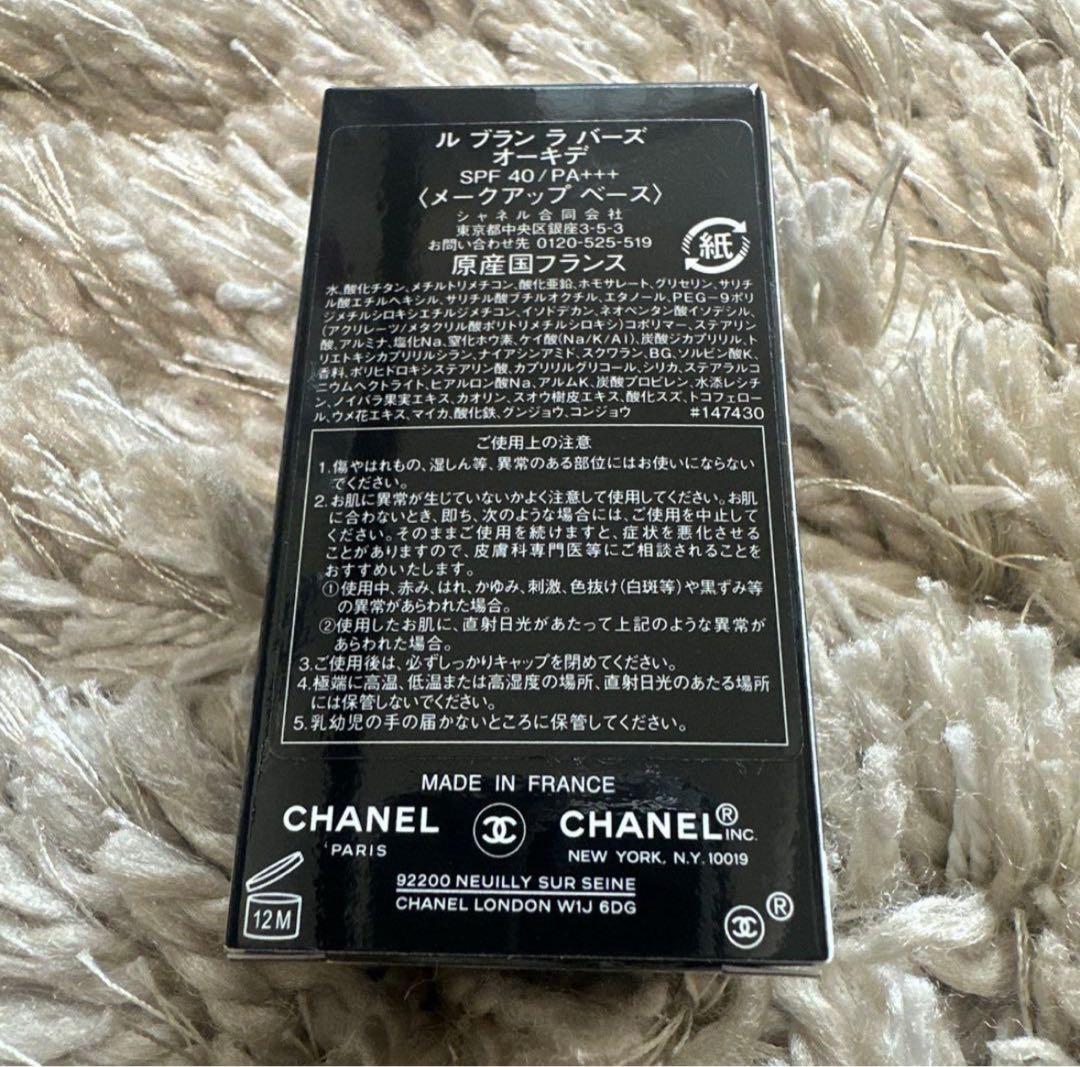 ル ブラン ラ バーズ
オーキデ
SPF 40/PA+++
〈メークアップ ベース〉
シャネル合同会社
東京都中央区銀座3-5-3
お問い合わせ先 0120-525-519
原産国フランス
紙
水、酸化チタン、メチルトリメチコン、酸化亜鉛、ホモサレート、グリセリン、サリチ
ル酸エチルヘキシル、サリチル酸ブチルオクチル、エタノール、PEG-9ポリ
ジメチルシロキシエチルジメチコン、イソドデカン、ネオペンタン酸イソデシル、
(アクリレーツ/メタクリル酸ポリトリメチルシロキシ)コポリマー、ステアリン
酸、アルミナ、塩化Na、窒化ホウ素、ケイ酸(Na/K/Al)、炭酸ジカプリリル、ト
リエトキシカプリリルシラン、ナイアシンアミド、スクワラン、BG、ソルビン酸K、
香料、ポリヒドロキシステアリン酸、カプリリルグリコール、シリカ、ステアラルコ
ニウムヘクトライト、ヒアルロン酸Na、アルムK、炭酸プロピレン、水添レシチ
ン、ノイバラ果実エキス、カオリン、スオウ樹皮エキス、酸化スズ、トコフェロー
ル、ウメ花エキス、マイカ、酸化鉄、グンジョウ、コンジョウ #147430
ご使用上の注意
1.傷やはれもの、湿しん等、異常のある部位にはお使いにならない
でください。
2.お肌に異常が生じていないかよく注意して使用してください。お肌
に合わないとき、即ち、次のような場合には、ご使用を中止して
ください。そのままご使用を続けますと、症状を悪化させる
ことがありますので、皮膚科専門医等にご相談されることを
おすすめいたします。
①使用中、赤み、はれ、かゆみ、刺激、色抜け(白斑等)や黒ずみ等
の異常があらわれた場合。
②使用したお肌に、直射日光があたって上記のような異常が
あらわれた場合。
3.ご使用後は、必ずしっかりキャップを閉めてください。
4.極端に高温、低温または高湿度の場所、直射日光のあたる場所
には保管しないでください。
5.乳幼児の手の届かないところに保管してください。
MADE IN FRANCE
CHANEL
PARIS
CHANEL® INC.
NEW YORK, N.Y. 10019
92200 NEUILLY SUR SEINE
CHANEL LONDON W1J 6DG
12 M
®